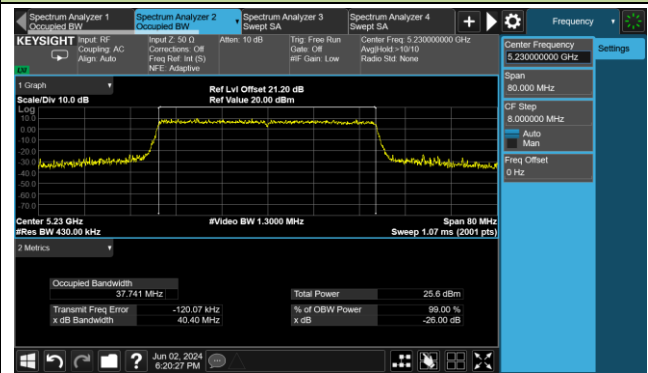 Spectrum Analyzer 1
Occupied BW
Spectrum Analyzer 2
Occupied BW
Spectrum Analyzer 3
Swept SA
Spectrum Analyzer 4
Swept SA
Frequency
KEYSIGHT
Input: RF
Coupling: AC
Align: Auto
Input Z: 50 Ω
Corrections: Off
Freq Ref: Int (S)
NFE: Adaptive
Atten: 10 dB
Trig: Free Run
Gate: Off
#IF Gain: Low
Center Freq: 5.230000000 GHz
Avg|Hold:>10/10
Radio Std: None
Center Frequency
5.230000000 GHz
Settings
Span
80.000 MHz
CF Step
8.000000 MHz
Auto
Man
Freq Offset
0 Hz
1 Graph
Scale/Div 10.0 dB
Ref Lvl Offset 21.20 dB
Ref Value 20.00 dBm
Log
10.0
0.00
-10.0
-20.0
-30.0
-40.0
-50.0
-60.0
-70.0
Center 5.23 GHz
#Video BW 1.3000 MHz
Span 80 MHz
#Res BW 430.00 kHz
Sweep 1.07 ms (2001 pts)
2 Metrics
Occupied Bandwidth
37.741 MHz
Total Power 25.6 dBm
Transmit Freq Error -120.07 kHz
% of OBW Power 99.00 %
x dB Bandwidth 40.40 MHz
x dB -26.00 dB
?
Jun 02, 2024
6:20:27 PM